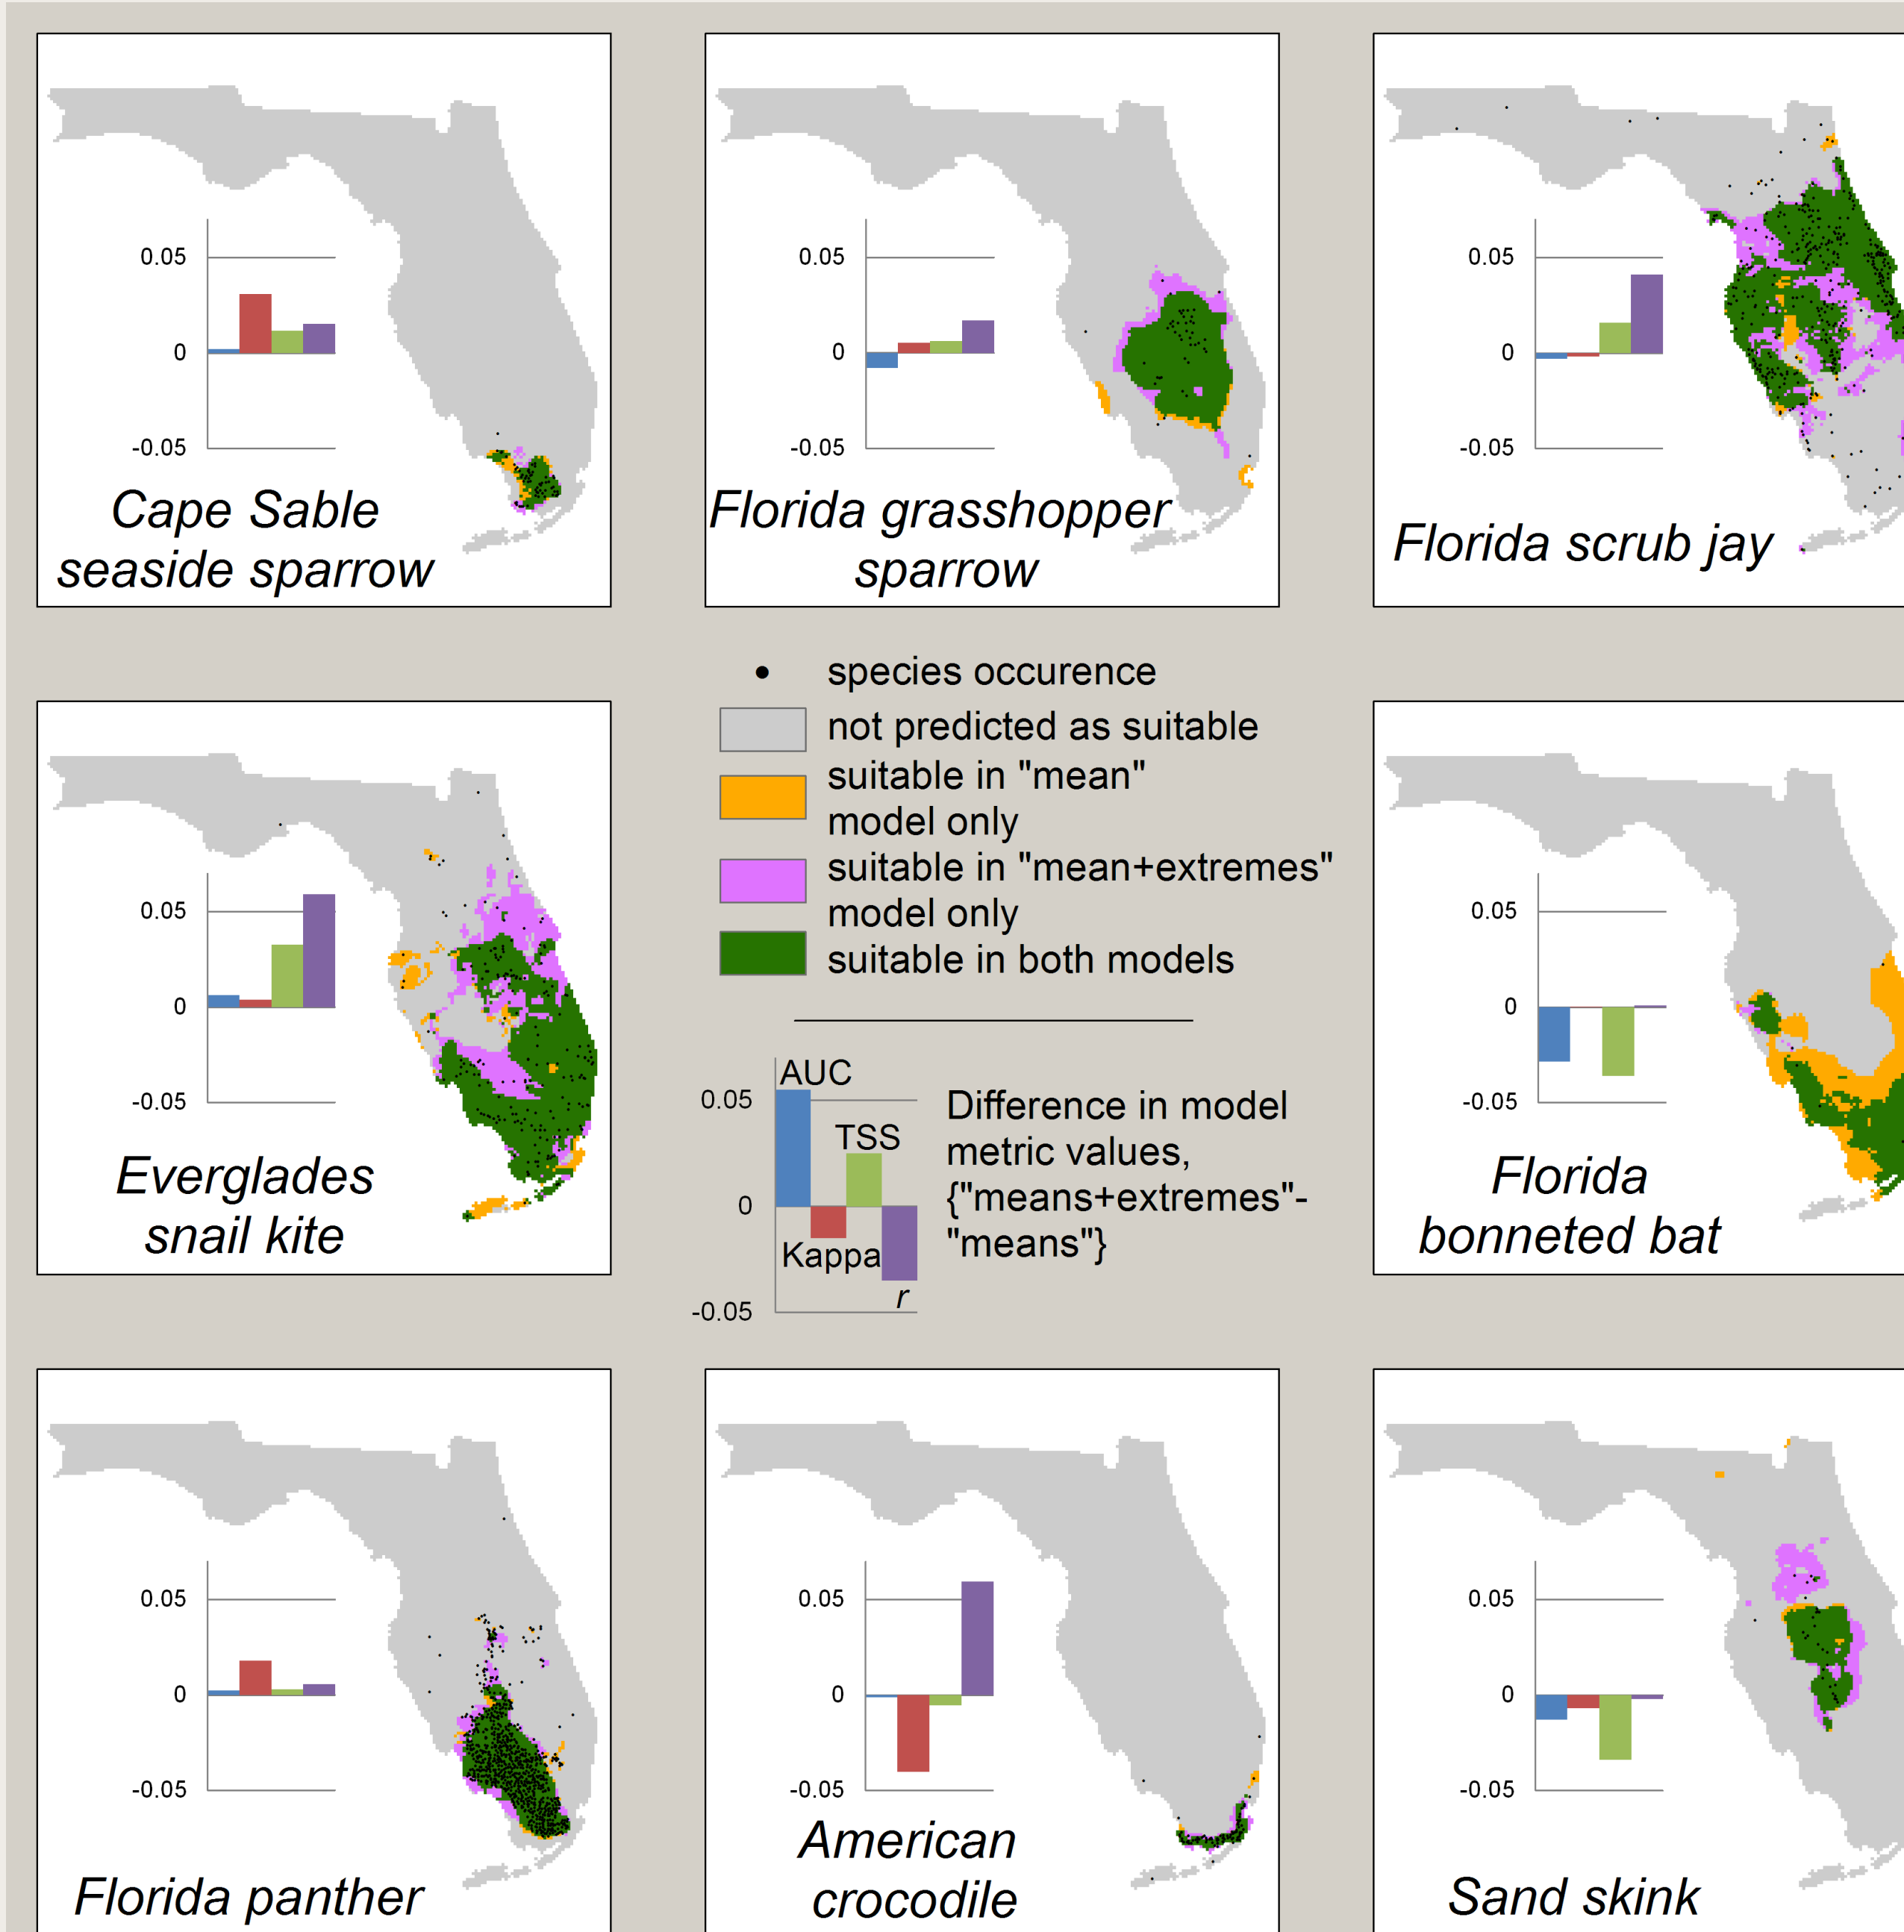 0.05
0
-0.05
Cape Sable
seaside sparrow
0.05
0
-0.05
Florida grasshopper
sparrow
0.05
0
-0.05
Florida scrub jay
0.05
0
-0.05
Everglades
snail kite
species occurence
not predicted as suitable
suitable in "mean"
model only
suitable in "mean+extremes"
model only
suitable in both models
AUC
0.05
TSS
0
Kappa
r
-0.05
Difference in model
metric values,
{"means+extremes"-
"means"}
0.05
0
-0.05
Florida
bonneted bat
0.05
0
-0.05
Florida panther
0.05
0
-0.05
American
crocodile
0.05
0
-0.05
Sand skink